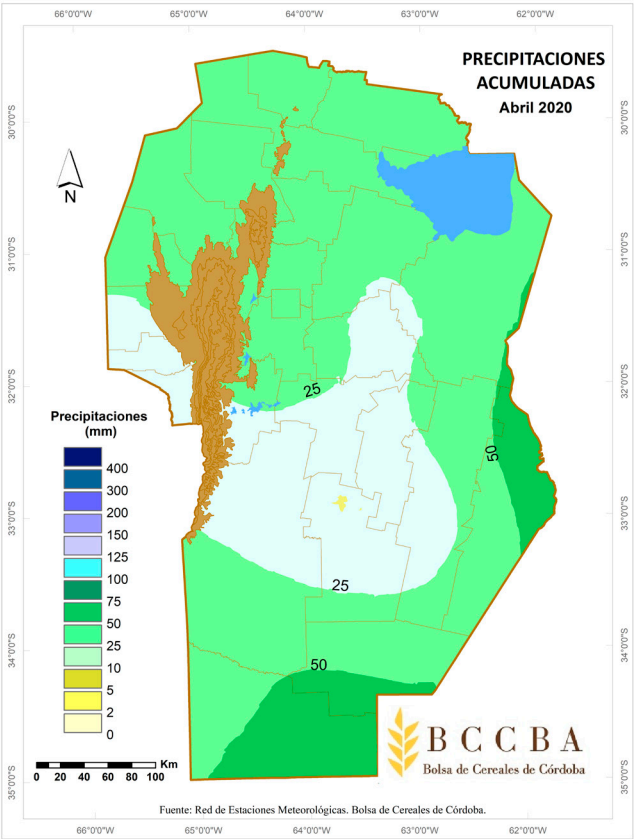 66°0'0"O 65°0'0"O 64°0'0"O 63°0'0"O 62°0'0"O
PRECIPITACIONES
ACUMULADAS
Abril 2020
30°0'0"S 30°0'0"S
N
31°0'0"S 31°0'0"S
32°0'0"S 32°0'0"S
25
50
Precipitaciones
(mm)
400
300
200
150
125
100
75
50
25
10
5
2
0
33°0'0"S 33°0'0"S
25
34°0'0"S 34°0'0"S
50
BCCBA
Bolsa de Cereales de Córdoba
Km
0 20 40 60 80 100
35°0'0"S 35°0'0"S
Fuente: Red de Estaciones Meteorológicas. Bolsa de Cereales de Córdoba.
66°0'0"O 65°0'0"O 64°0'0"O 63°0'0"O 62°0'0"O